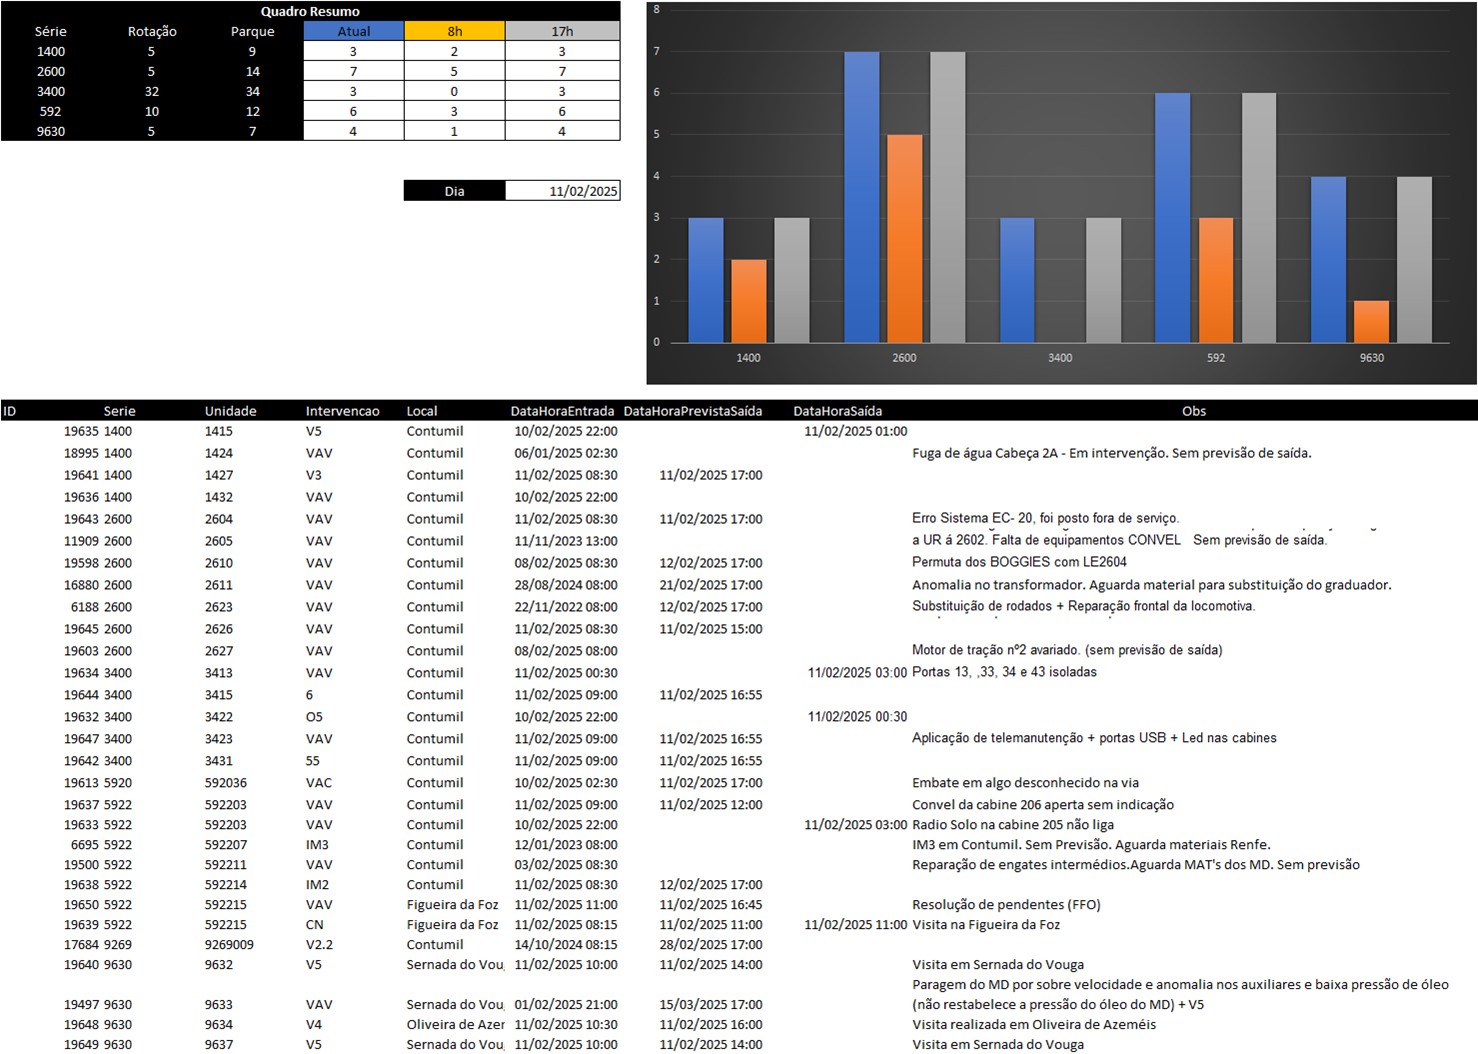 Quadro Resumo
Série Rotação Parque Atual 8h 17h
1400 5 9 3 2 3
2600 5 14 7 5 7
3400 32 34 3 0 3
592 10 12 6 3 6
9630 5 7 4 1 4
Dia 11/02/2025
8
7
6
5
4
3
2
1
0
1400 2600 3400 592 9630
ID Serie Unidade Intervencao Local DataHoraEntrada DataHoraPrevistaSaída DataHoraSaída Obs
19635 1400 1415 V5 Contumil 10/02/2025 22:00 11/02/2025 01:00
18995 1400 1424 VAV Contumil 06/01/2025 02:30 Fuga de água Cabeça 2A - Em intervenção. Sem previsão de saída.
19641 1400 1427 V3 Contumil 11/02/2025 08:30 11/02/2025 17:00
19636 1400 1432 VAV Contumil 10/02/2025 22:00
19643 2600 2604 VAV Contumil 11/02/2025 08:30 11/02/2025 17:00 Erro Sistema EC- 20, foi posto fora de serviço.
11909 2600 2605 VAV Contumil 11/11/2023 13:00 a UR á 2602. Falta de equipamentos CONVEL Sem previsão de saída.
19598 2600 2610 VAV Contumil 08/02/2025 08:30 12/02/2025 17:00 Permuta dos BOGGIES com LE2604
16880 2600 2611 VAV Contumil 28/08/2024 08:00 21/02/2025 17:00 Anomalia no transformador. Aguarda material para substituição do graduador.
6188 2600 2623 VAV Contumil 22/11/2022 08:00 12/02/2025 17:00 Substituição de rodados + Reparação frontal da locomotiva.
19645 2600 2626 VAV Contumil 11/02/2025 08:30 11/02/2025 15:00
19603 2600 2627 VAV Contumil 08/02/2025 08:00 Motor de tração nº2 avariado. (sem previsão de saída)
19634 3400 3413 VAV Contumil 11/02/2025 00:30 11/02/2025 03:00 Portas 13, ,33, 34 e 43 isoladas
19644 3400 3415 6 Contumil 11/02/2025 09:00 11/02/2025 16:55
19632 3400 3422 O5 Contumil 10/02/2025 22:00 11/02/2025 00:30
19647 3400 3423 VAV Contumil 11/02/2025 09:00 11/02/2025 16:55 Aplicação de telemanutenção + portas USB + Led nas cabines
19642 3400 3431 55 Contumil 11/02/2025 09:00 11/02/2025 16:55
19613 5920 592036 VAC Contumil 10/02/2025 02:30 11/02/2025 17:00 Embate em algo desconhecido na via
19637 5922 592203 VAV Contumil 11/02/2025 09:00 11/02/2025 12:00 Convel da cabine 206 aperta sem indicação
19633 5922 592203 VAV Contumil 10/02/2025 22:00 11/02/2025 03:00 Radio Solo na cabine 205 não liga
6695 5922 592207 IM3 Contumil 12/01/2023 08:00 IM3 em Contumil. Sem Previsão. Aguarda materiais Renfe.
19500 5922 592211 VAV Contumil 03/02/2025 08:30 Reparação de engates intermédios.Aguarda MAT's dos MD. Sem previsão
19638 5922 592214 IM2 Contumil 11/02/2025 08:30 12/02/2025 17:00
19650 5922 592215 VAV Figueira da Foz 11/02/2025 11:00 11/02/2025 16:45 Resolução de pendentes (FFO)
19639 5922 592215 CN Figueira da Foz 11/02/2025 08:15 11/02/2025 11:00 11/02/2025 11:00 Visita na Figueira da Foz
17684 9269 9269009 V2.2 Contumil 14/10/2024 08:15 28/02/2025 17:00
19640 9630 9632 V5 Sernada do Vou 11/02/2025 10:00 11/02/2025 14:00 Visita em Sernada do Vouga
Paragem do MD por sobre velocidade e anomalia nos auxiliares e baixa pressão de óleo
19497 9630 9633 VAV Sernada do Vou 01/02/2025 21:00 15/03/2025 17:00 (não restabelece a pressão do óleo do MD) + V5
19648 9630 9634 V4 Oliveira de Azer 11/02/2025 10:30 11/02/2025 16:00 Visita realizada em Oliveira de Azeméis
19649 9630 9637 V5 Sernada do Vou 11/02/2025 10:00 11/02/2025 14:00 Visita em Sernada do Vouga